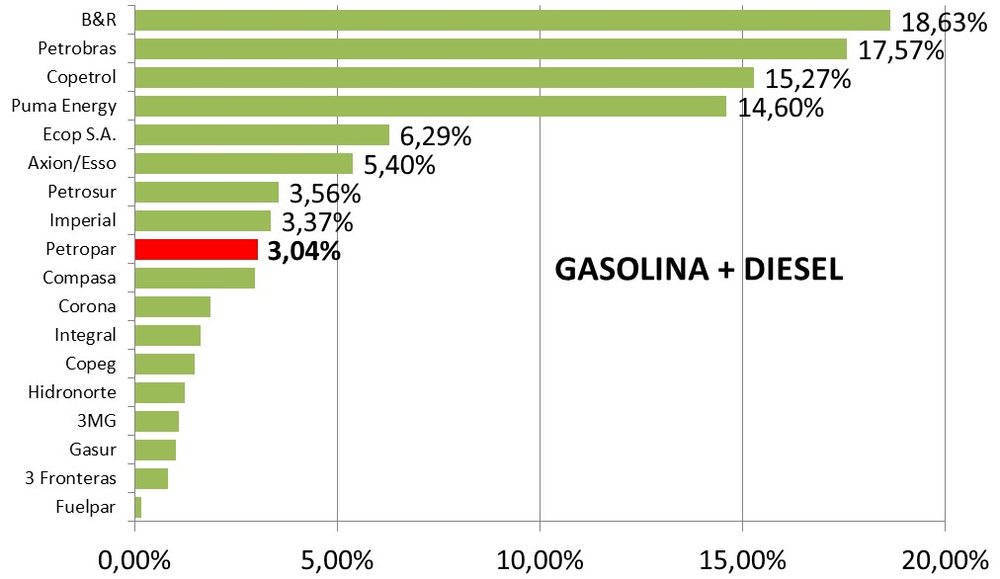 B&R 18,63%
Petrobras 17,57%
Copetrol 15,27%
Puma Energy 14,60%
Ecop S.A. 6,29%
Axion/Esso 5,40%
Petrosur 3,56%
Imperial 3,37%
Petropar 3,04%
GASOLINA + DIESEL
Compasa
Corona
Integral
Copeg
Hidronorte
3MG
Gasur
3 Fronteras
Fuelpar
0,00% 5,00% 10,00% 15,00% 20,00%